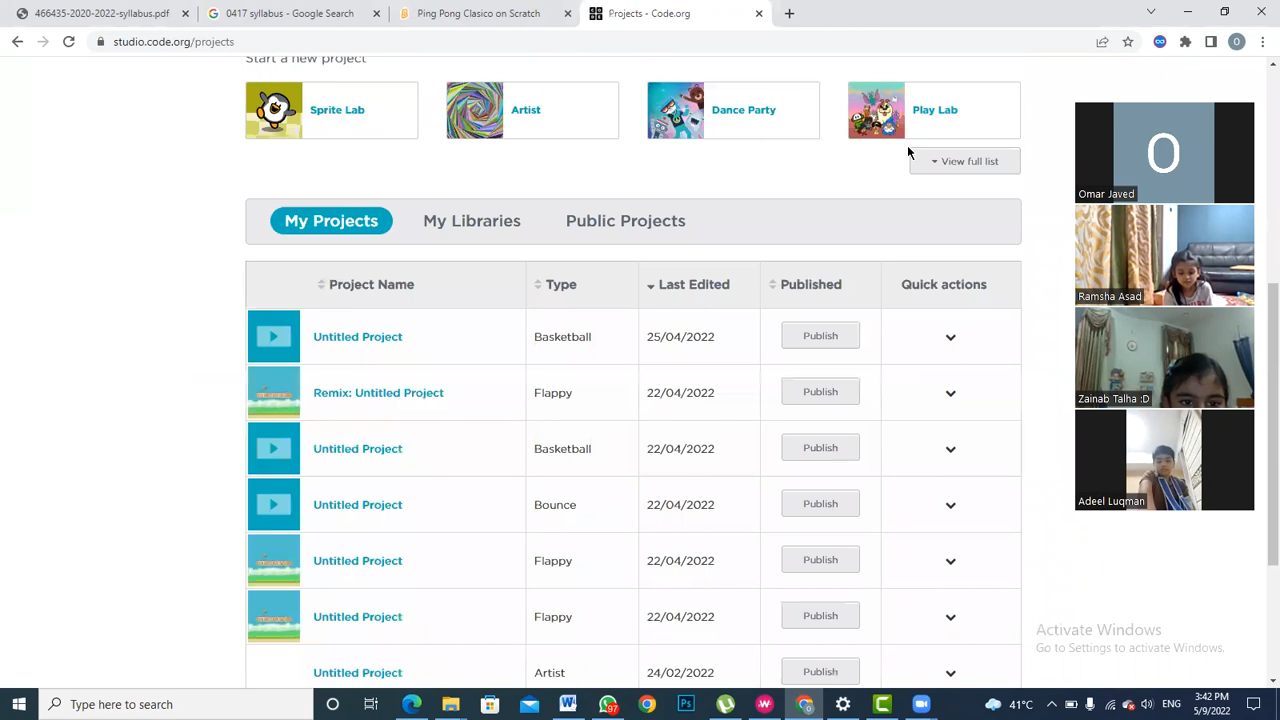 466435-2020-2022-syllabus.pdf
0417 syllabus - Google Search
Ping Pong Clasico on Scratch
Projects - Code.org
studio.code.org/projects
O
Start a new project
Sprite Lab
Artist
Dance Party
Play Lab
View full list
My Projects
My Libraries
Public Projects
Project Name
Type
Last Edited
Published
Quick actions
Untitled Project Basketball 25/04/2022 Publish
Remix: Untitled Project Flappy 22/04/2022 Publish
Untitled Project Basketball 22/04/2022 Publish
Untitled Project Bounce 22/04/2022 Publish
Untitled Project Flappy 22/04/2022 Publish
Untitled Project Flappy 22/04/2022 Publish
Untitled Project Artist 24/02/2022 Publish
O
Omar Javed
Ramsha Asad
Zainab Talha :D
Adeel Luqman
Activate Windows
Go to Settings to activate Windows.
Type here to search
97
41°C
ENG
3:42 PM
5/9/2022